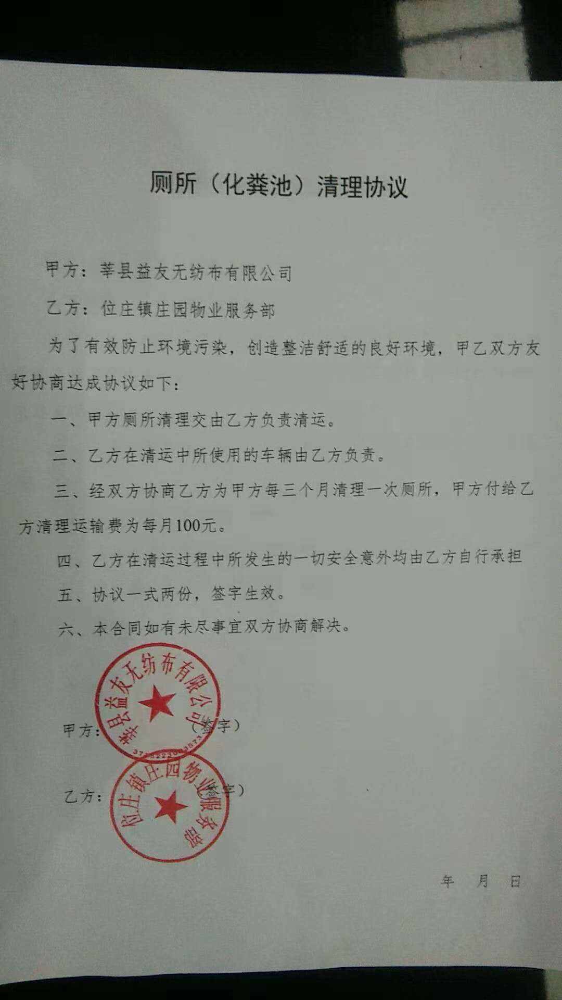 厕所（化粪池）清理协议
甲方：莘县益友无纺布有限公司
乙方：位庄镇庄园物业服务部
为了有效防止环境污染，创造整洁舒适的良好环境，甲乙双方友
好协商达成协议如下：
一、甲方厕所清理交由乙方负责清运。
二、乙方在清运中所使用的车辆由乙方负责。
三、经双方协商乙方为甲方每三个月清理一次厕所，甲方付给乙
方清理运输费为每月100元。
四、乙方在清运过程中所发生的一切安全意外均由乙方自行承担
五、协议一式两份，签字生效。
六、本合同如有未尽事宜双方协商解决。
莘县益友无纺布有限公司
甲方：（签字）
位庄镇庄园物业服务部
乙方：（签字）
年 月 日